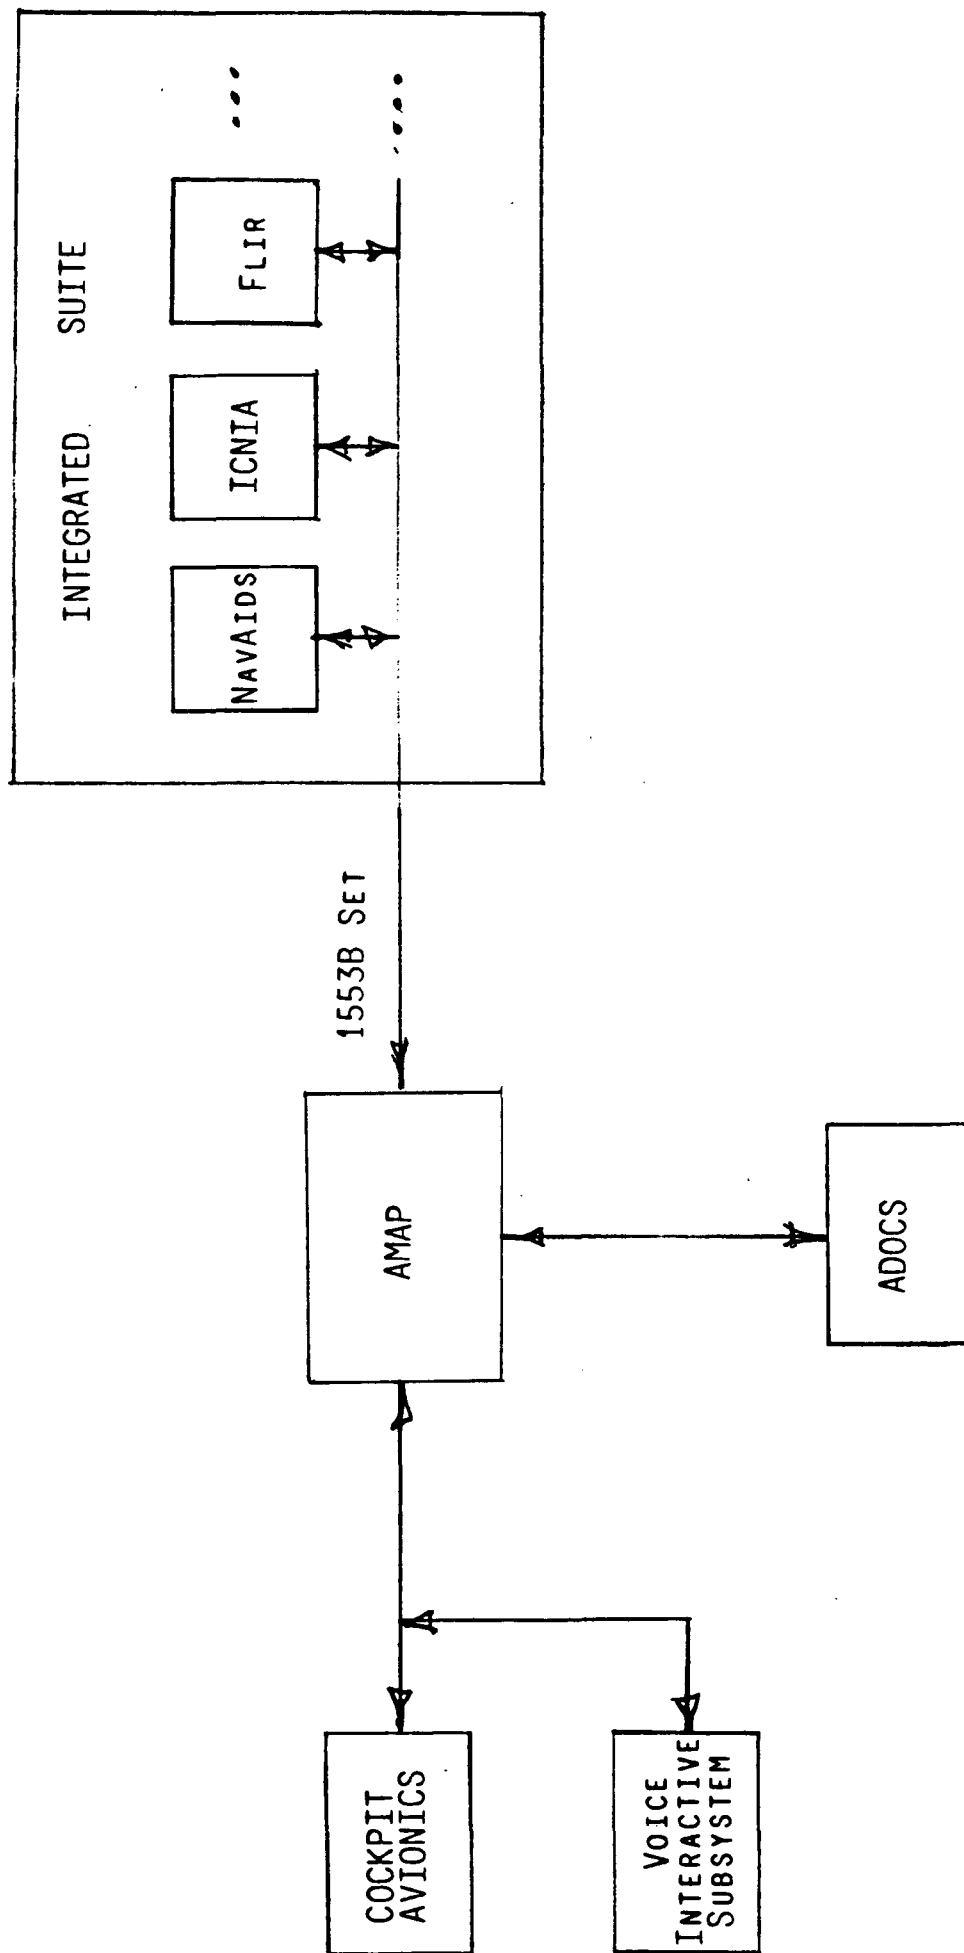 INTEGRATED SUITE
NAVAIDS
ICNIA
FLIR
1553B SET
AMAP
ADOCS
COCKPIT
AVIONICS
VOICE
INTERACTIVE
SUBSYSTEM